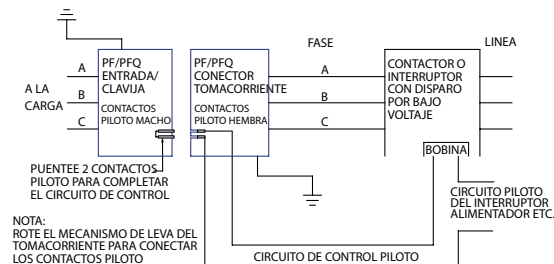 PF/PFQ
ENTRADA/
CLAVIJA
CONTACTOS
PILOTO MACHO
PF/PFQ
CONECTOR
TOMACORRIENTE
CONTACTOS
PILOTO HEMBRA
FASE
LINEA
CONTACTOR O
INTERRUPTOR
CON DISPARO
POR BAJO
VOLTAJE
A LA
CARGA
A
B
C
A
B
C
BOBINA
PUENTEE 2 CONTACTOS
PILOTO PARA COMPLETAR
EL CIRCUITO DE CONTROL
CIRCUITO PILOTO
DEL INTERRUPTOR
ALIMENTADOR ETC.
NOTA:
ROTE EL MECANISMO DE LEVA DEL
TOMACORRIENTE PARA CONECTAR
LOS CONTACTOS PILOTO
CIRCUITO DE CONTROL PILOTO